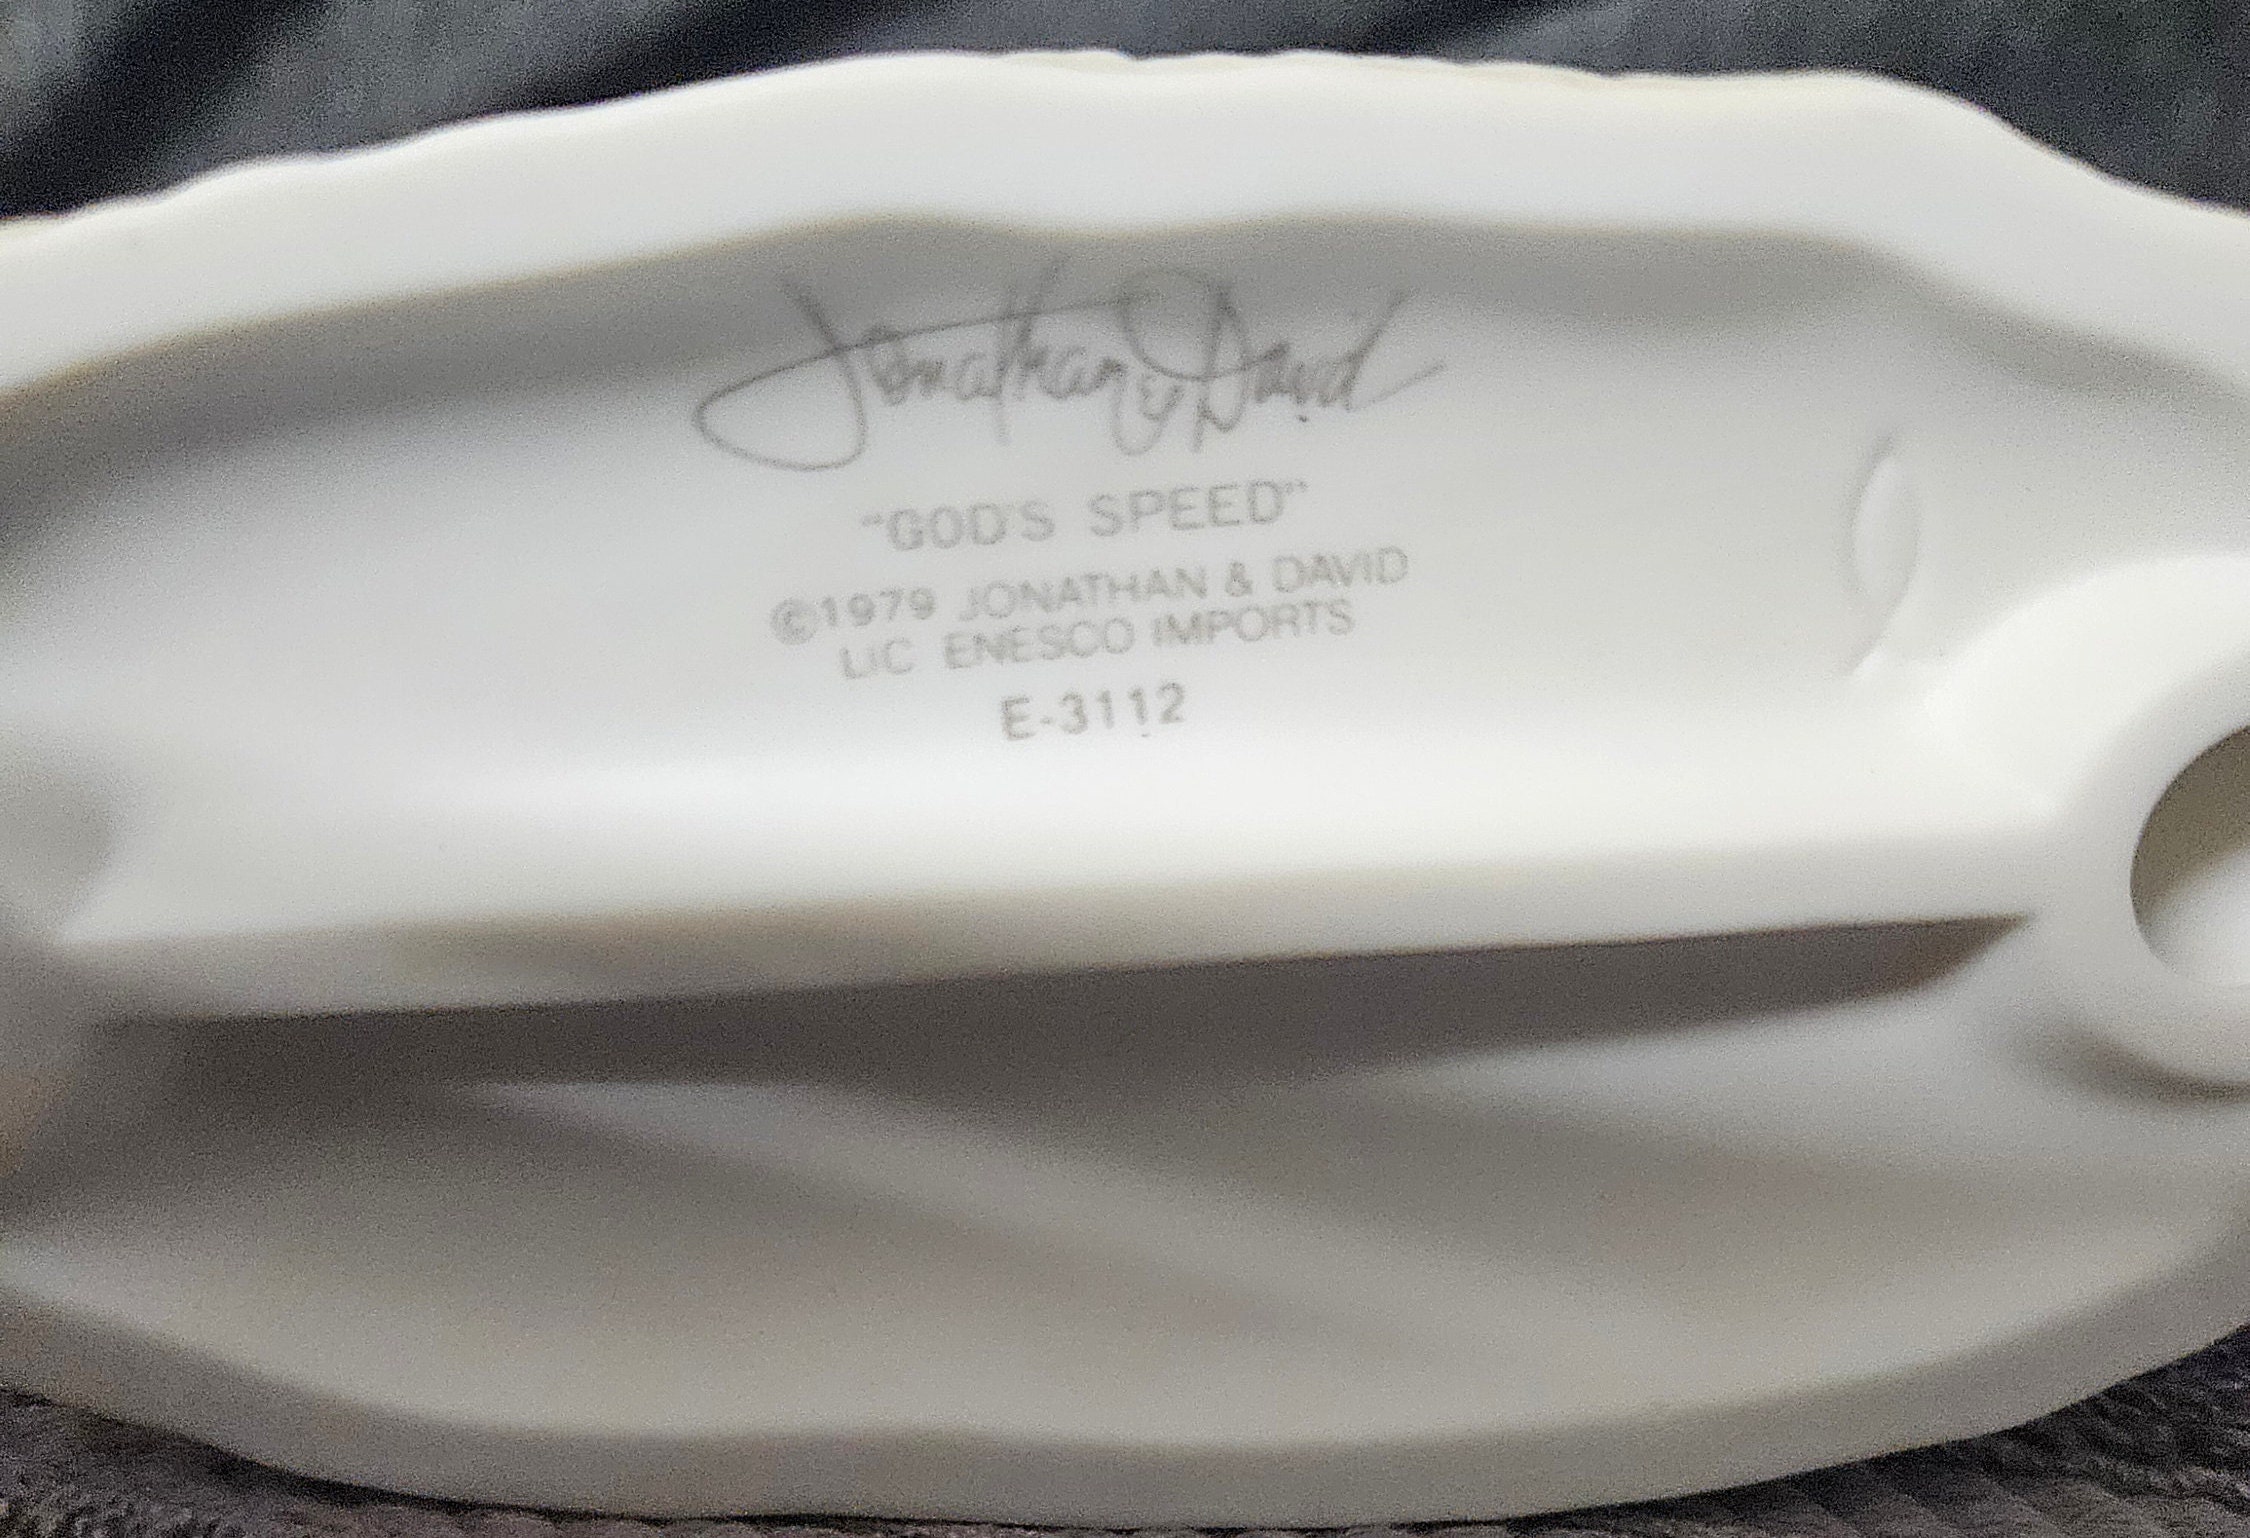 Jonathan & David
"GOD'S SPEED"
©1979 JONATHAN & DAVID
LIC ENESCO IMPORTS
E-3112